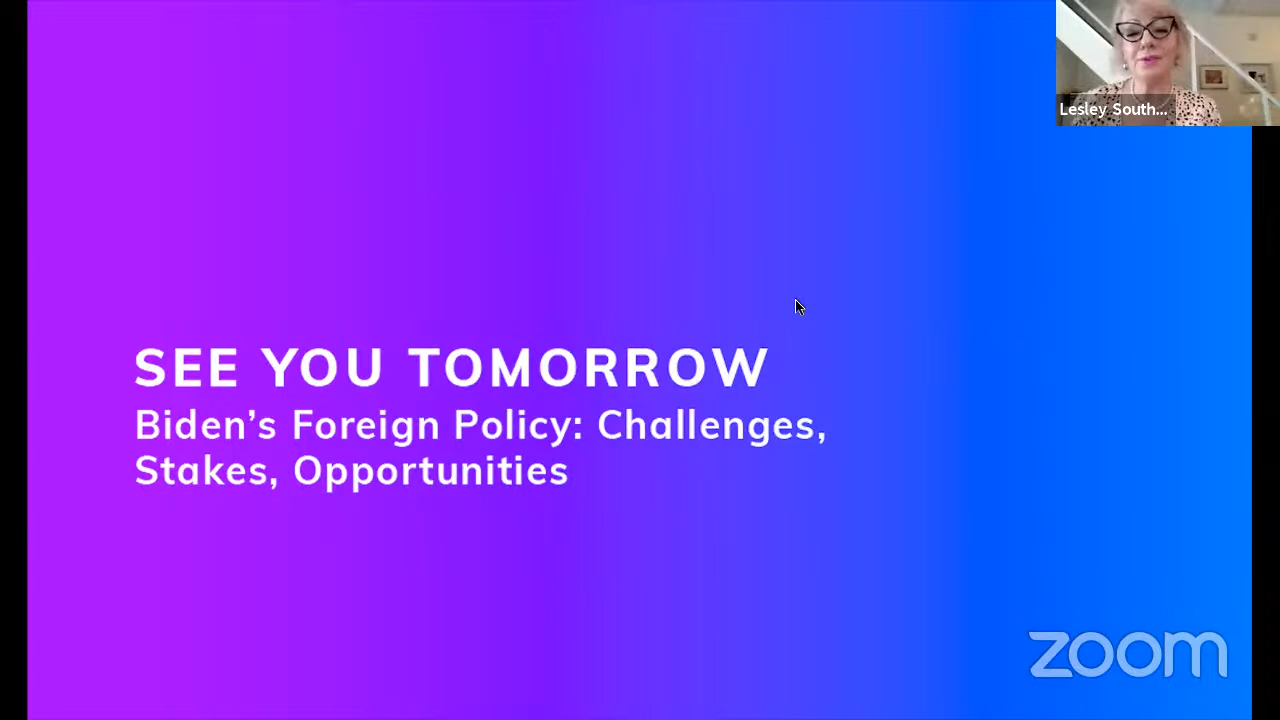 Lesley South...
SEE YOU TOMORROW
Biden's Foreign Policy: Challenges,
Stakes, Opportunities
zoom